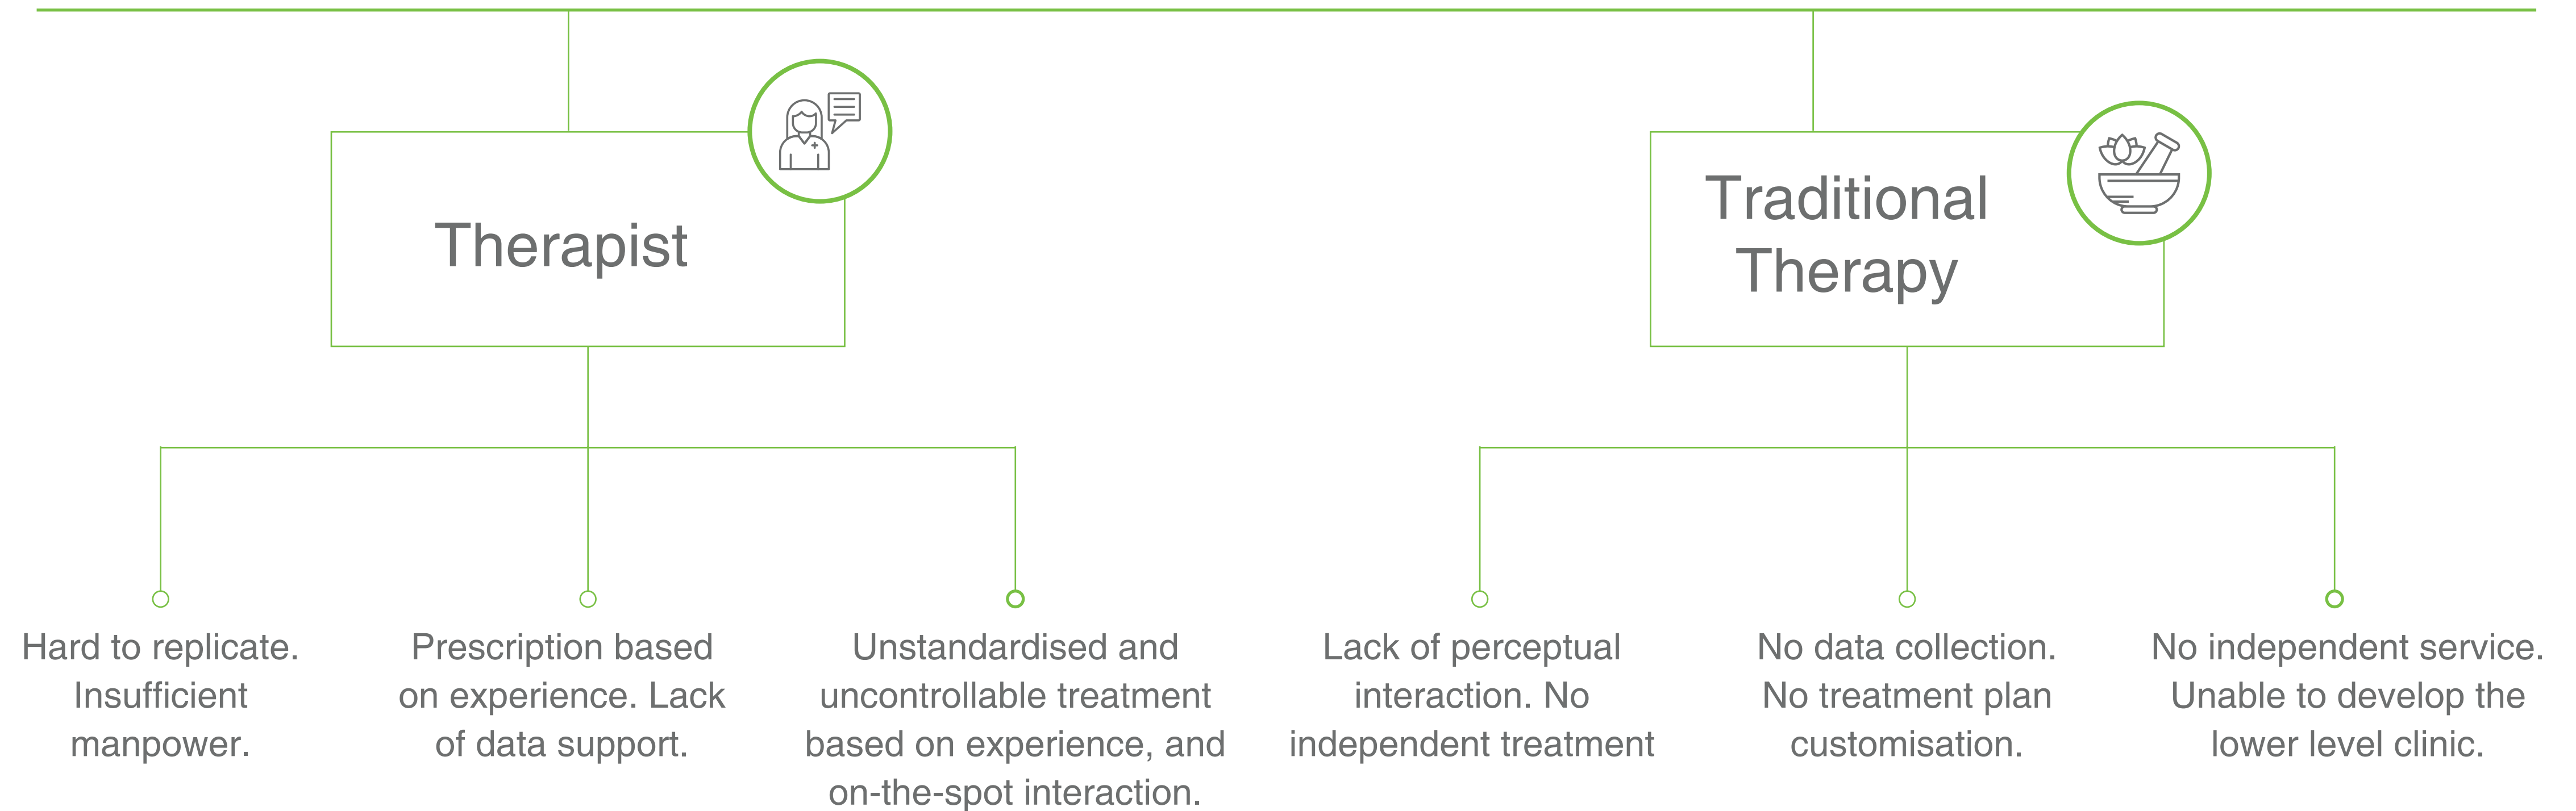 Therapist
Traditional
Therapy
Hard to replicate.
Insufficient
manpower.
Prescription based
on experience. Lack
of data support.
Unstandardised and
uncontrollable treatment
based on experience, and
on-the-spot interaction.
Lack of perceptual
interaction. No
independent treatment
No data collection.
No treatment plan
customisation.
No independent service.
Unable to develop the
lower level clinic.